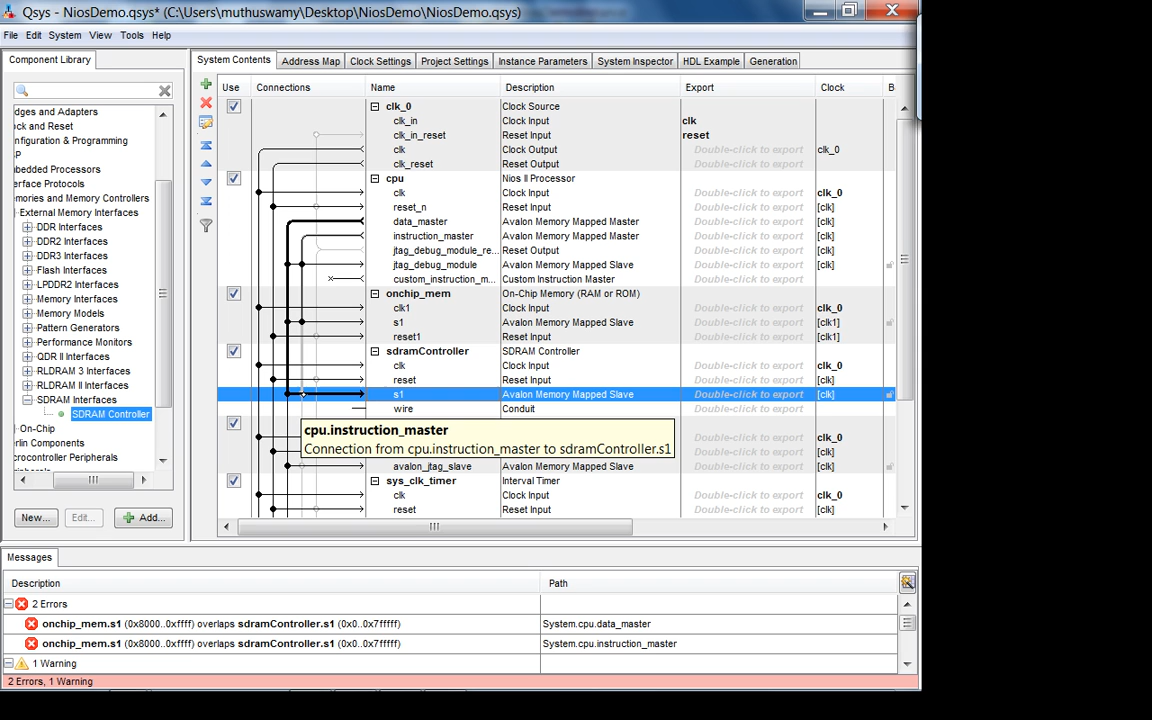 Qsys - NiosDemo.qsys* (C:\Users\muthuswamy\Desktop\NiosDemo\NiosDemo.qsys)
File Edit System View Tools Help
Component Library
dges and Adapters
ock and Reset
nfiguration & Programming
P
bedded Processors
erface Protocols
mories and Memory Controllers
External Memory Interfaces
DDR Interfaces
DDR2 Interfaces
DDR3 Interfaces
Flash Interfaces
LPDDR2 Interfaces
Memory Interfaces
Memory Models
Pattern Generators
Performance Monitors
QDR II Interfaces
RLDRAM 3 Interfaces
RLDRAM II Interfaces
SDRAM Interfaces
SDRAM Controller
On-Chip
erlin Components
crocontroller Peripherals
New... Edit... Add...
System Contents Address Map Clock Settings Project Settings Instance Parameters System Inspector HDL Example Generation
Use Connections Name Description Export Clock B
clk_0 Clock Source
clk_in Clock Input clk
clk_in_reset Reset Input reset
clk Clock Output Double-click to export clk_0
clk_reset Reset Output Double-click to export
cpu Nios II Processor
clk Clock Input Double-click to export clk_0
reset_n Reset Input Double-click to export [clk]
data_master Avalon Memory Mapped Master Double-click to export [clk]
instruction_master Avalon Memory Mapped Master Double-click to export [clk]
jtag_debug_module_re... Reset Output Double-click to export [clk]
jtag_debug_module Avalon Memory Mapped Slave Double-click to export [clk]
custom_instruction_m... Custom Instruction Master Double-click to export
onchip_mem On-Chip Memory (RAM or ROM)
clk1 Clock Input Double-click to export clk_0
s1 Avalon Memory Mapped Slave Double-click to export [clk1]
reset1 Reset Input Double-click to export [clk1]
sdramController SDRAM Controller
clk Clock Input Double-click to export clk_0
reset Reset Input Double-click to export [clk]
s1 Avalon Memory Mapped Slave Double-click to export [clk]
wire Conduit Double-click to export
cpu.instruction_master
Connection from cpu.instruction_master to sdramController.s1
Double-click to export clk_0
Double-click to export [clk]
avalon_jtag_slave Avalon Memory Mapped Slave Double-click to export [clk]
sys_clk_timer Interval Timer
clk Clock Input Double-click to export clk_0
reset Reset Input Double-click to export [clk]
Messages
Description Path
2 Errors
onchip_mem.s1 (0x8000..0xffff) overlaps sdramController.s1 (0x0..0x7fffff) System.cpu.data_master
onchip_mem.s1 (0x8000..0xffff) overlaps sdramController.s1 (0x0..0x7fffff) System.cpu.instruction_master
1 Warning
2 Errors, 1 Warning